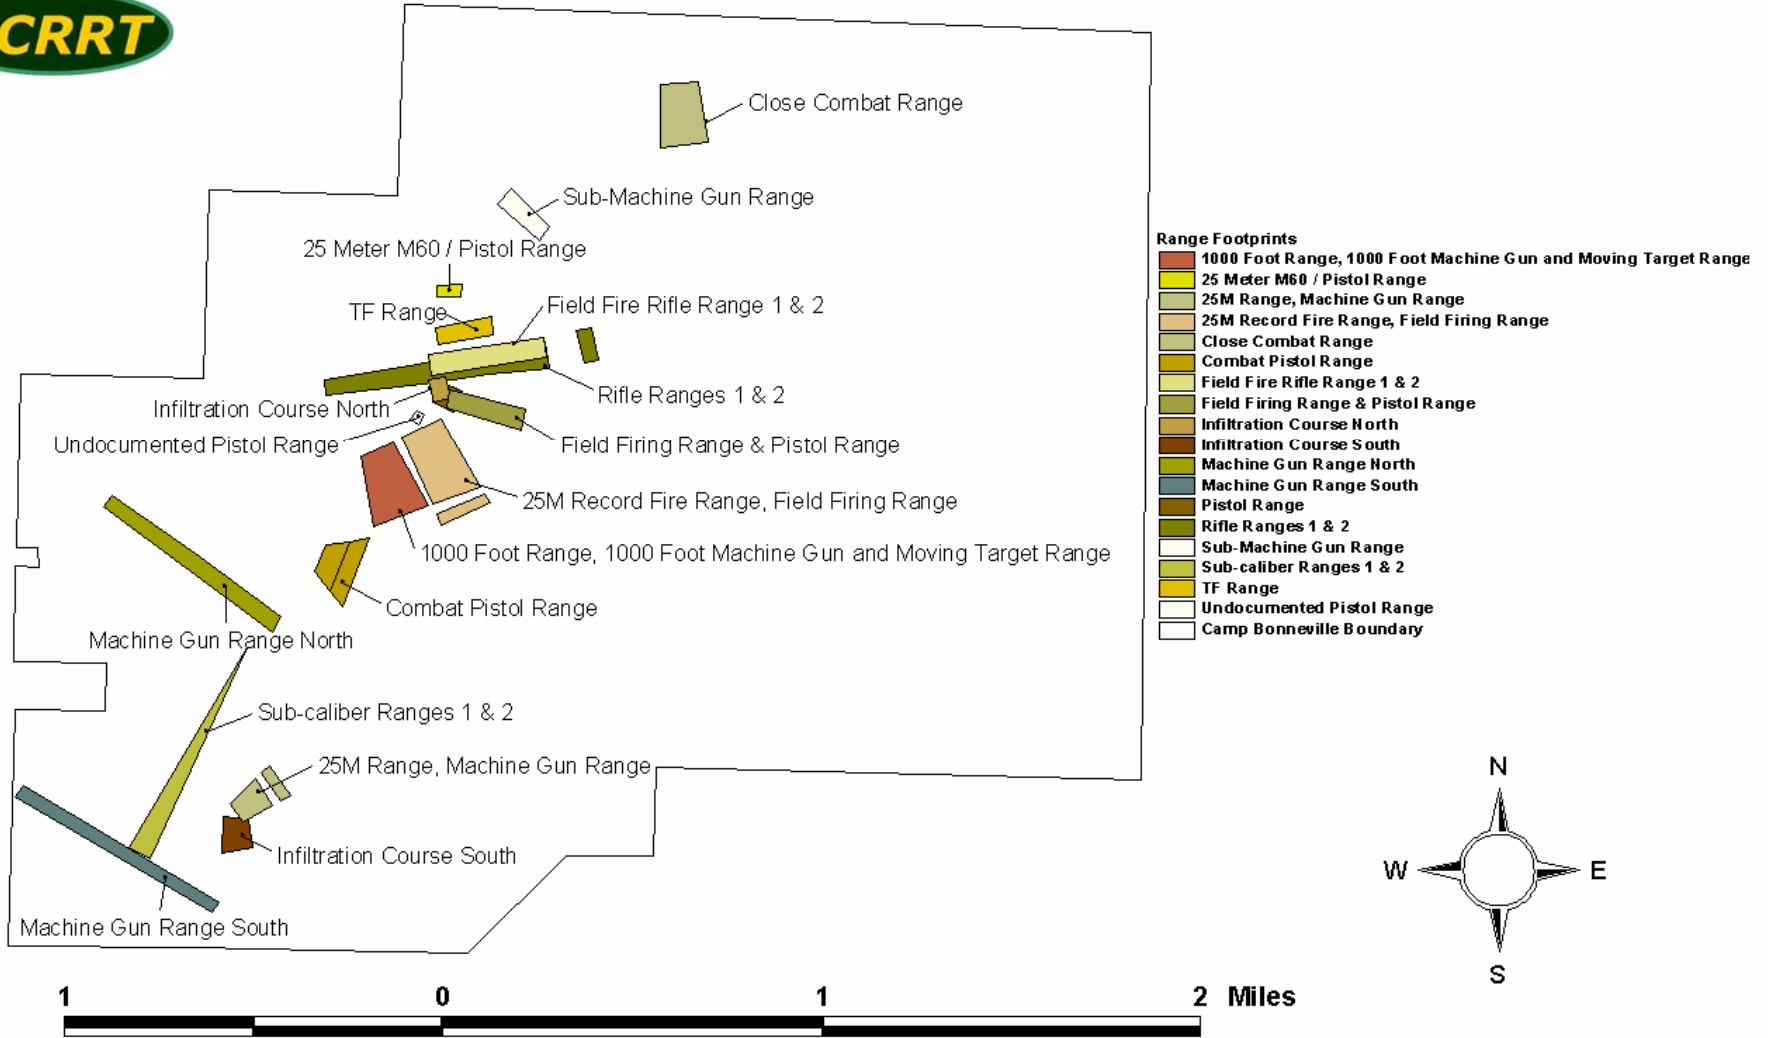 CRRT
Close Combat Range
Sub-Machine Gun Range
25 Meter M60 / Pistol Range
TF Range
Field Fire Rifle Range 1 & 2
Rifle Ranges 1 & 2
Infiltration Course North
Undocumented Pistol Range
Field Firing Range & Pistol Range
25M Record Fire Range, Field Firing Range
1000 Foot Range, 1000 Foot Machine Gun and Moving Target Range
Combat Pistol Range
Machine Gun Range North
Sub-caliber Ranges 1 & 2
25M Range, Machine Gun Range
Infiltration Course South
Machine Gun Range South
Range Footprints
1000 Foot Range, 1000 Foot Machine Gun and Moving Target Range
25 Meter M60 / Pistol Range
25M Range, Machine Gun Range
25M Record Fire Range, Field Firing Range
Close Combat Range
Combat Pistol Range
Field Fire Rifle Range 1 & 2
Field Firing Range & Pistol Range
Infiltration Course North
Infiltration Course South
Machine Gun Range North
Machine Gun Range South
Pistol Range
Rifle Ranges 1 & 2
Sub-Machine Gun Range
Sub-caliber Ranges 1 & 2
TF Range
Undocumented Pistol Range
Camp Bonneville Boundary
N
W E
S
1 0 1 2 Miles